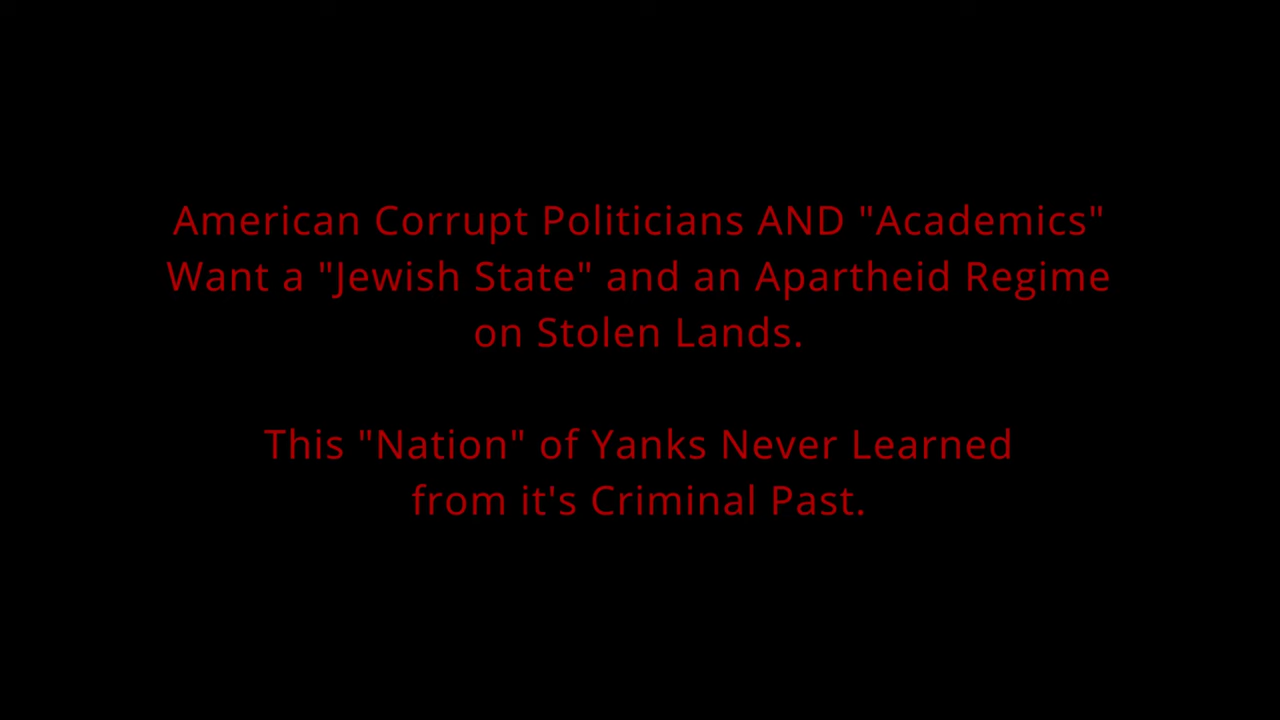 American Corrupt Politicians AND "Academics"
Want a "Jewish State" and an Apartheid Regime
on Stolen Lands.
This "Nation" of Yanks Never Learned
from it's Criminal Past.